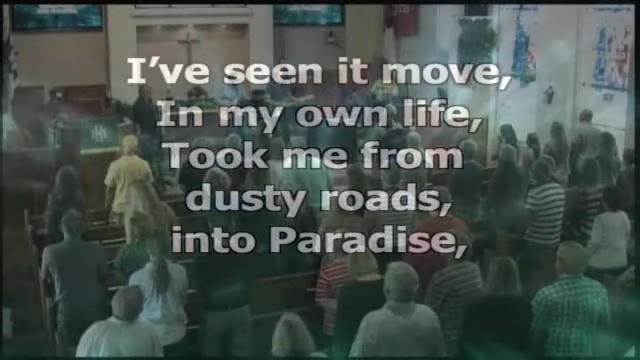 I’ve seen it move,
In my own life,
Took me from
dusty roads,
into Paradise,